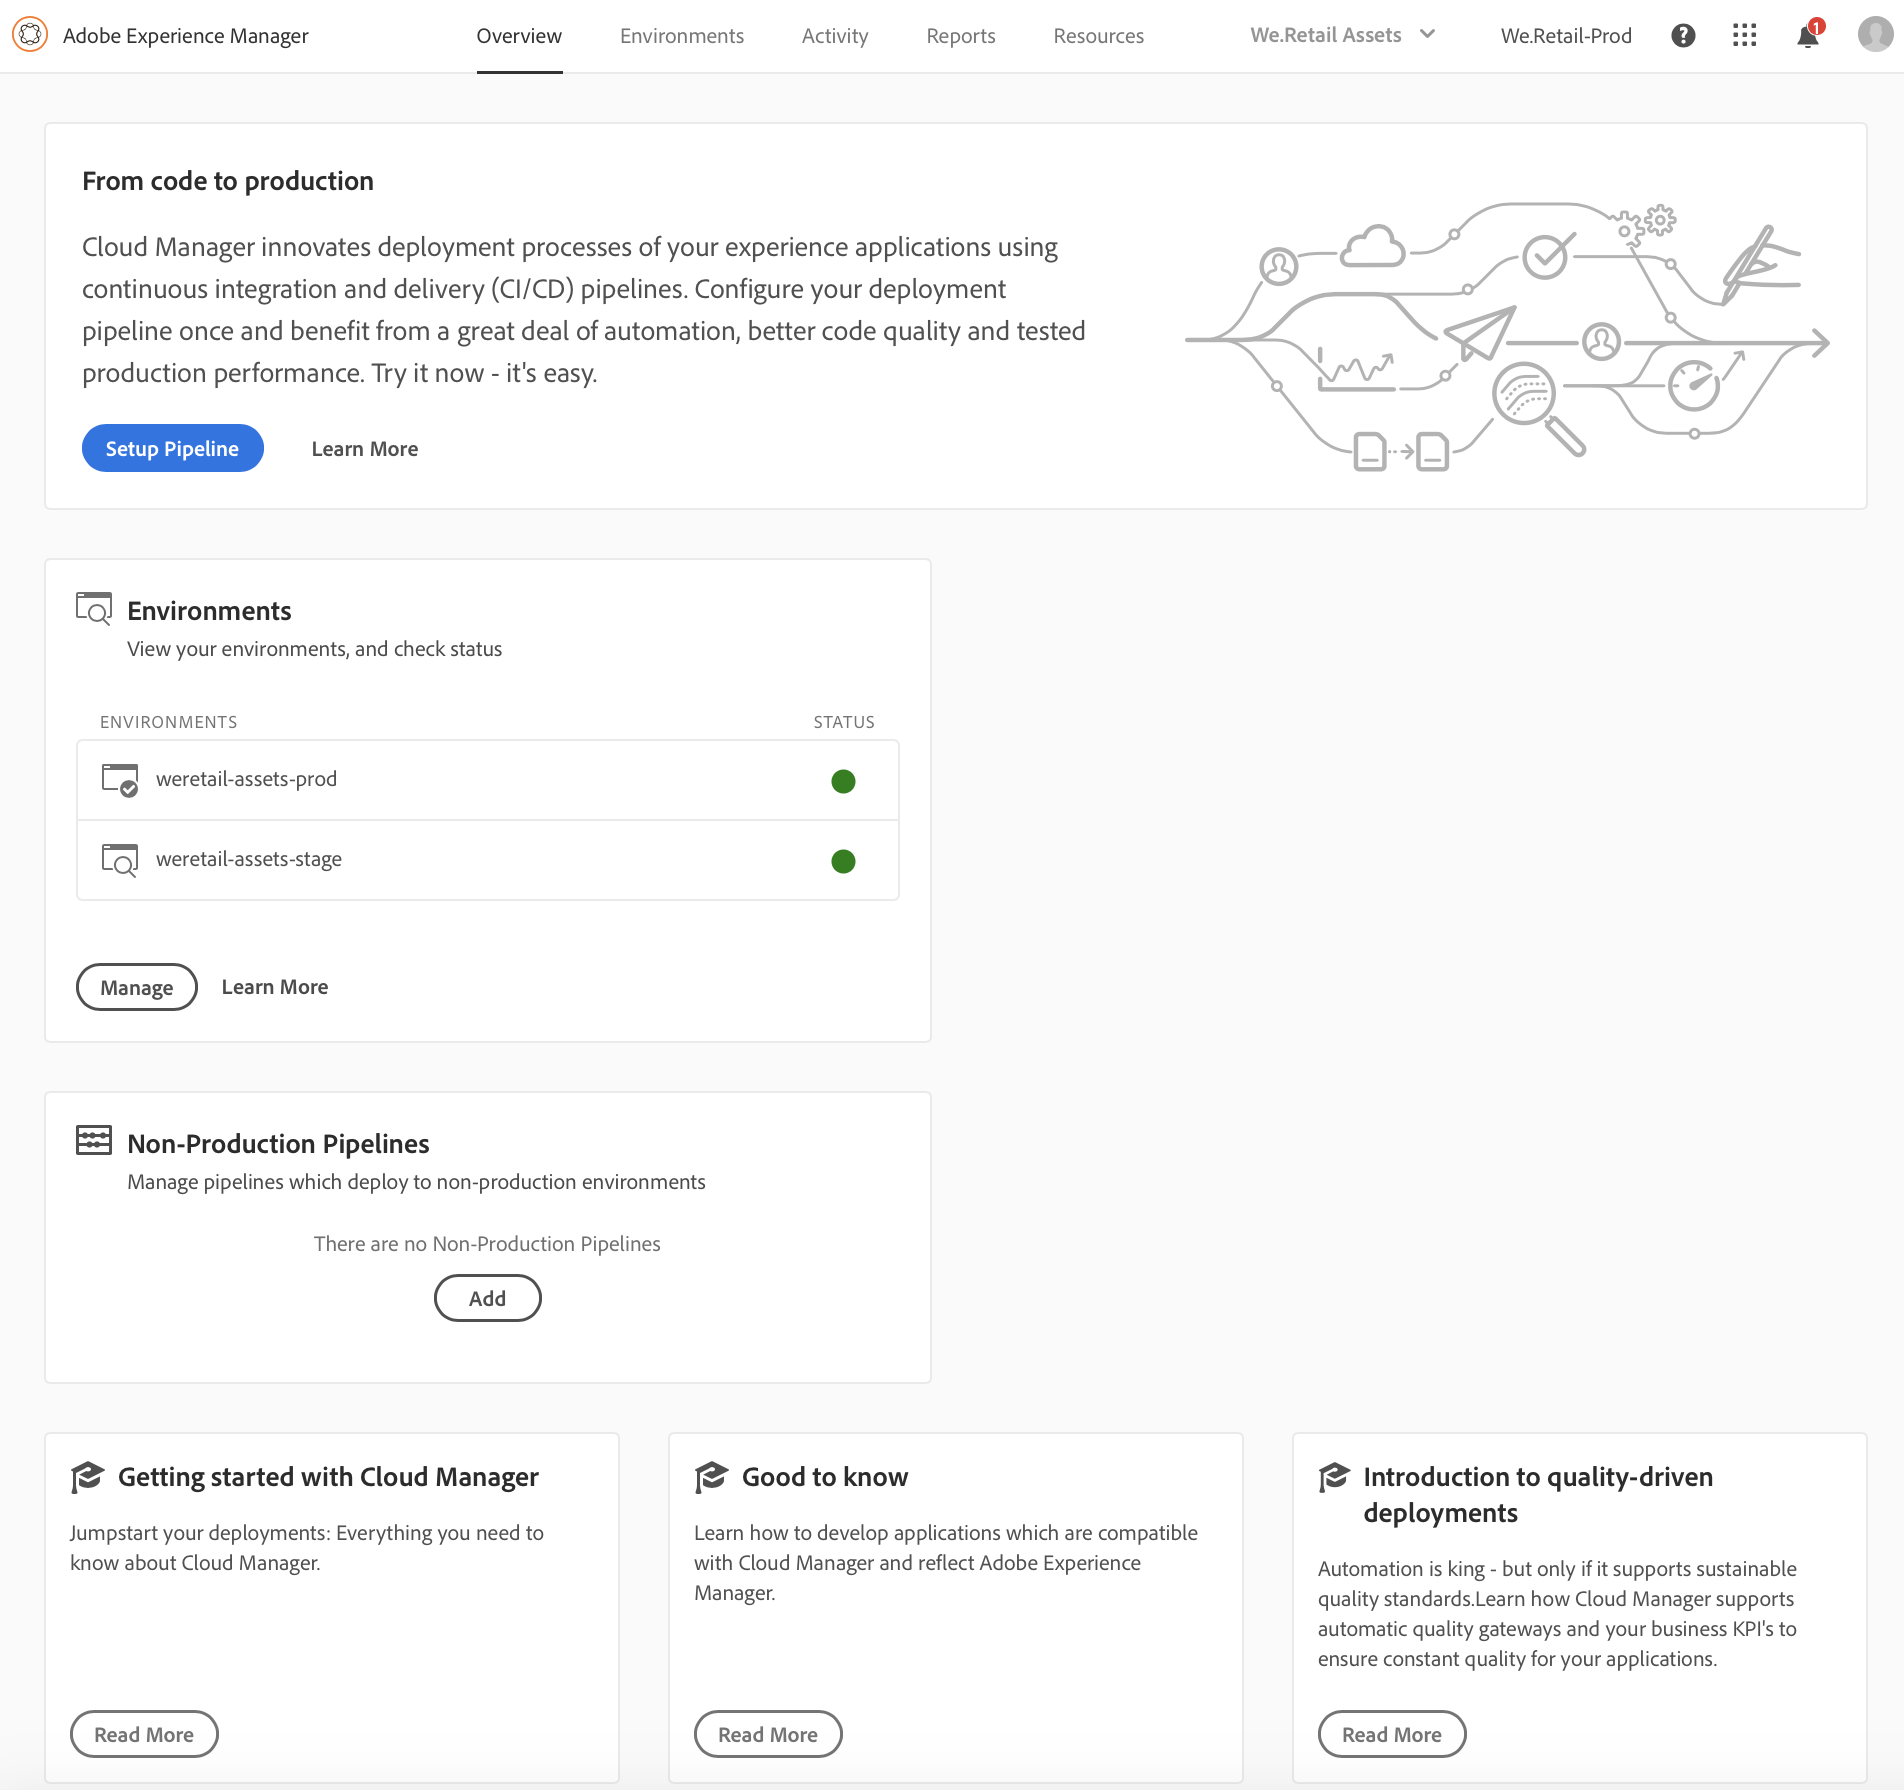 Adobe Experience Manager
Overview
Environments
Activity
Reports
Resources
We.Retail Assets
We.Retail-Prod
1
From code to production
Cloud Manager innovates deployment processes of your experience applications using
continuous integration and delivery (CI/CD) pipelines. Configure your deployment
pipeline once and benefit from a great deal of automation, better code quality and tested
production performance. Try it now - it's easy.
Setup Pipeline
Learn More
Environments
View your environments, and check status
ENVIRONMENTS
STATUS
weretail-assets-prod
weretail-assets-stage
Manage
Learn More
Non-Production Pipelines
Manage pipelines which deploy to non-production environments
There are no Non-Production Pipelines
Add
Getting started with Cloud Manager
Jumpstart your deployments: Everything you need to
know about Cloud Manager.
Read More
Good to know
Learn how to develop applications which are compatible
with Cloud Manager and reflect Adobe Experience
Manager.
Read More
Introduction to quality-driven
deployments
Automation is king - but only if it supports sustainable
quality standards.Learn how Cloud Manager supports
automatic quality gateways and your business KPI's to
ensure constant quality for your applications.
Read More